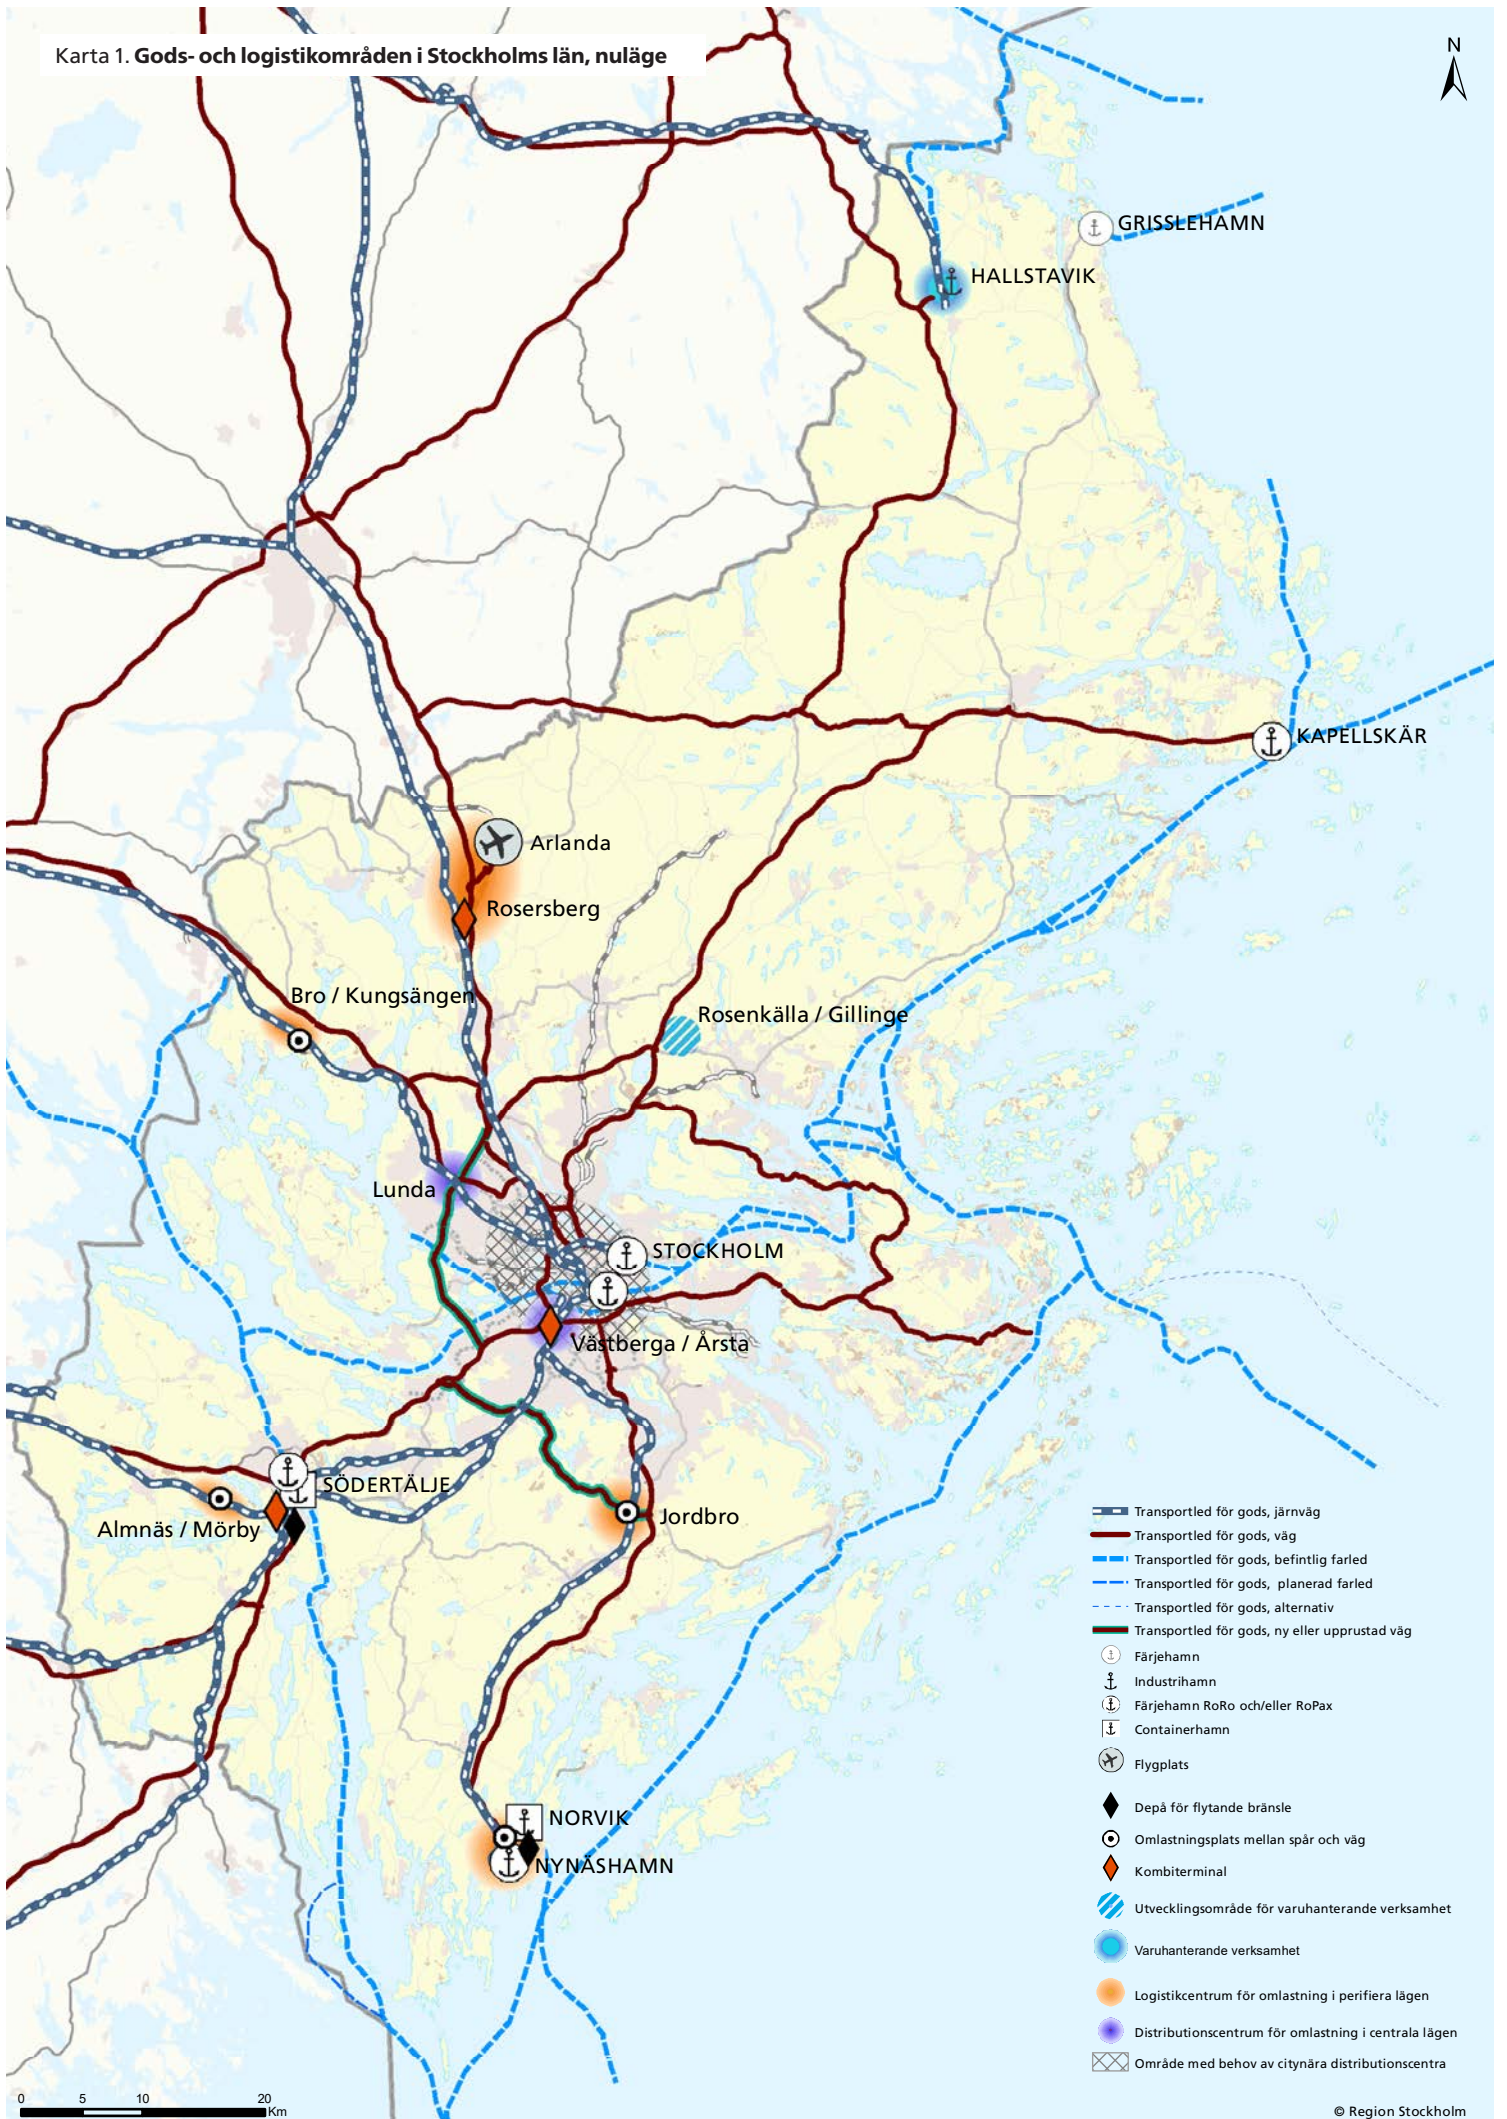 Karta 1. Gods- och logistikområden i Stockholms län, nuläge
N
GRISSLEHAMN
HALLSTAVIK
KAPELLSKÄR
Arlanda
Rosersberg
Bro / Kungsängen
Rosenkälla / Gillinge
Lunda
STOCKHOLM
Västberga / Årsta
SÖDERTÄLJE
Almnäs / Mörby
Jordbro
NORVIK
NYNÄSHAMN
Transportled för gods, järnväg
Transportled för gods, väg
Transportled för gods, befintlig farled
Transportled för gods, planerad farled
Transportled för gods, alternativ
Transportled för gods, ny eller upprustad väg
Färjehamn
Industrihamn
Färjehamn RoRo och/eller RoPax
Containerhamn
Flygplats
Depå för flytande bränsle
Omlastningsplats mellan spår och väg
Kombiterminal
Utvecklingsområde för varuhanterande verksamhet
Varuhanterande verksamhet
Logistikcentrum för omlastning i perifiera lägen
Distributionscentrum för omlastning i centrala lägen
Område med behov av citynära distributionscentra
0 5 10 20
Km
© Region Stockholm